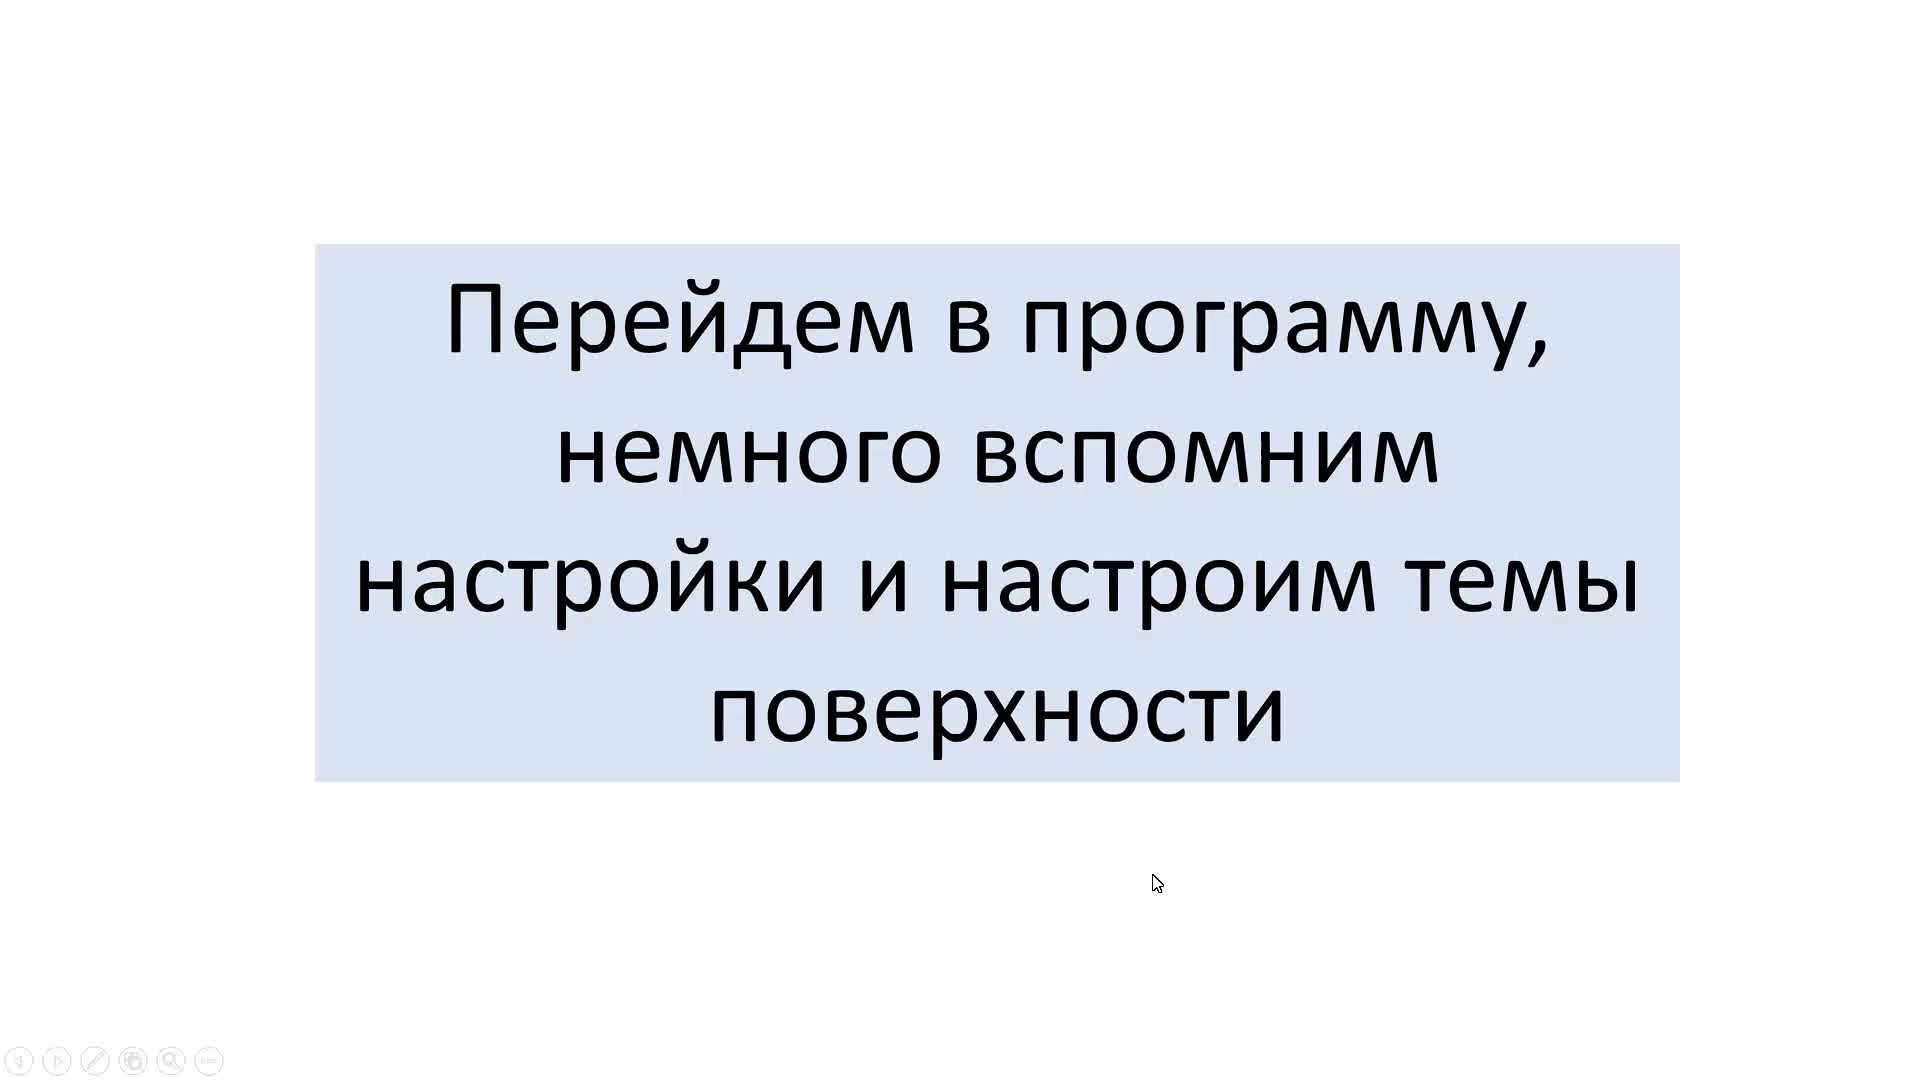 Перейдем в программу,
немного вспомним
настройки и настроим темы
поверхности